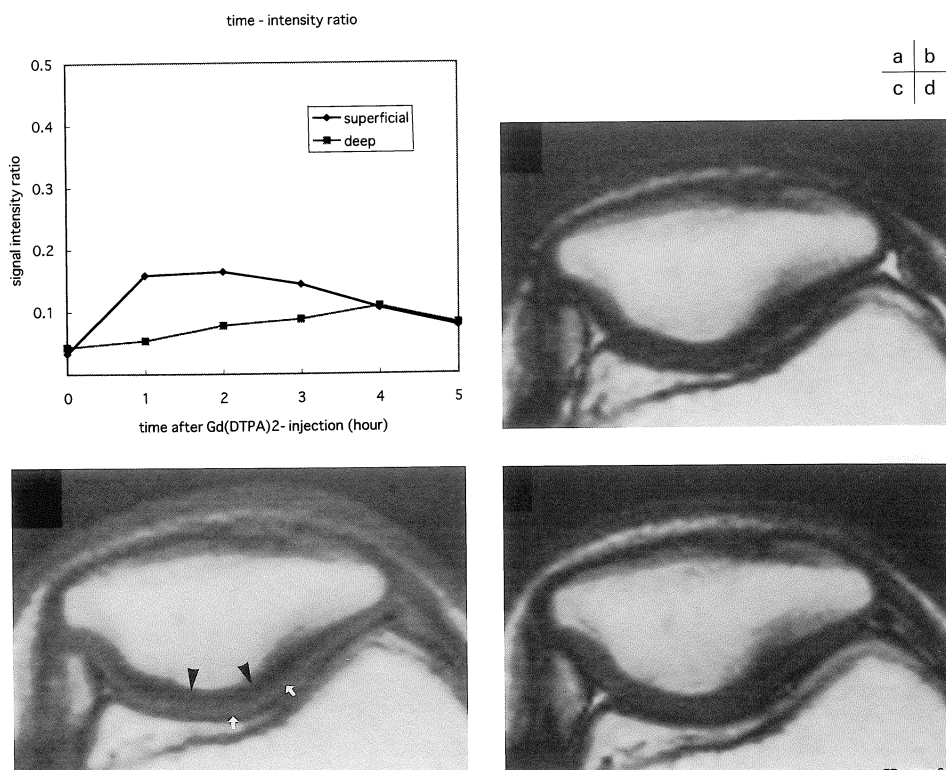 time - intensity ratio
a b
c d
0.5
0.4
0.3
0.2
0.1
signal intensity ratio
superficial
deep
0 1 2 3 4 5
time after Gd(DTPA)2- injection (hour)